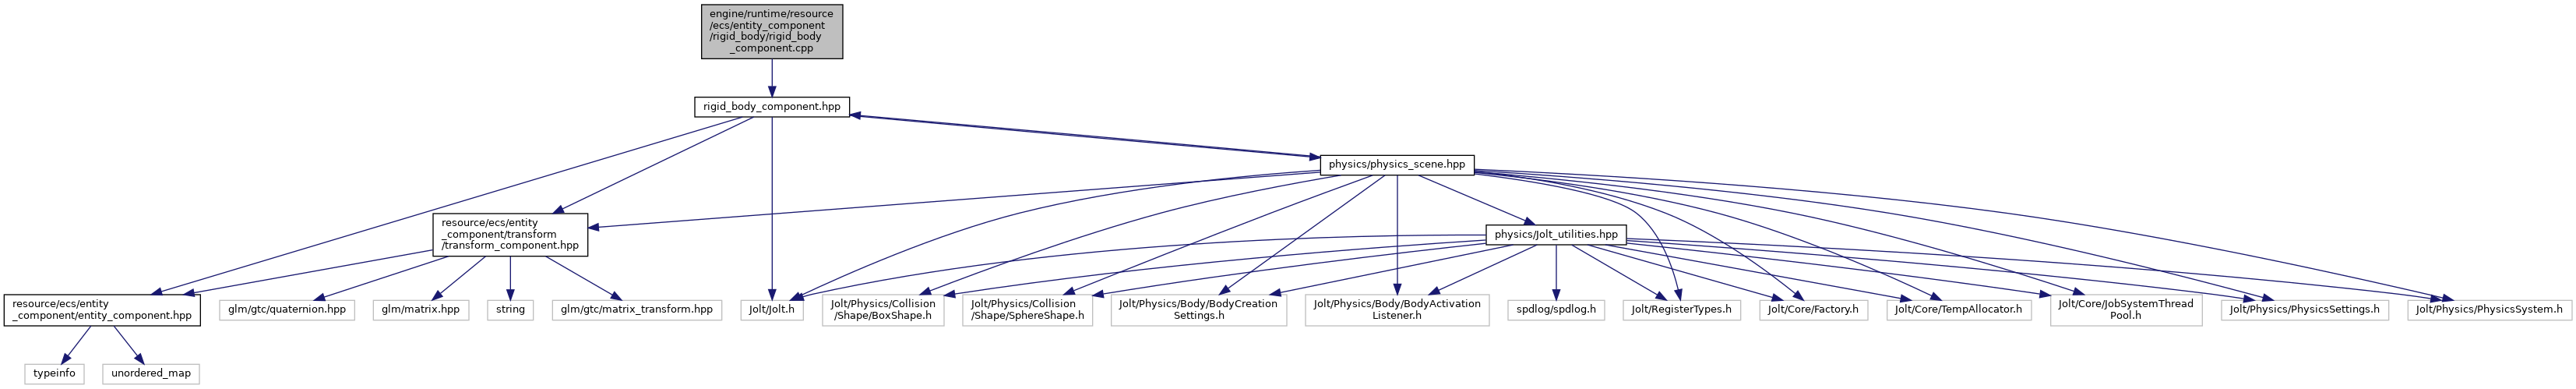 engine/runtime/resource
/ecs/entity_component
/rigid_body/rigid_body
_component.cpp
rigid_body_component.hpp
physics/physics_scene.hpp
resource/ecs/entity
_component/transform
/transform_component.hpp
physics/Jolt_utilities.hpp
resource/ecs/entity
_component/entity_component.hpp
glm/gtc/quaternion.hpp
glm/matrix.hpp
string
glm/gtc/matrix_transform.hpp
Jolt/Jolt.h
Jolt/Physics/Collision
/Shape/BoxShape.h
Jolt/Physics/Collision
/Shape/SphereShape.h
Jolt/Physics/Body/BodyCreation
Settings.h
Jolt/Physics/Body/BodyActivation
Listener.h
spdlog/spdlog.h
Jolt/RegisterTypes.h
Jolt/Core/Factory.h
Jolt/Core/TempAllocator.h
Jolt/Core/JobSystemThread
Pool.h
Jolt/Physics/PhysicsSettings.h
Jolt/Physics/PhysicsSystem.h
typeinfo
unordered_map